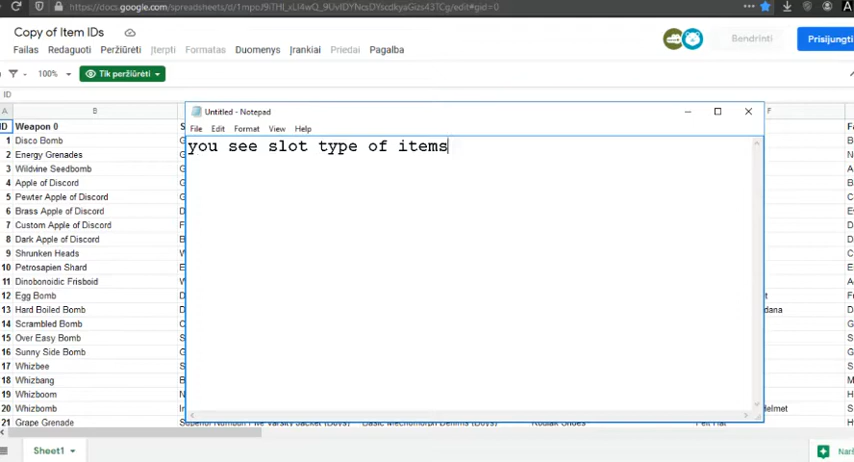 https://docs.google.com/spreadsheets/d/
Copy of Item IDs
Bendrinti
Prisijungti
Failas Redaguoti Peržiūrėti Įterpti Formatas Duomenys Įrankiai Priedai Pagalba
100% Tik peržiūrėti
ID
A B F
ID Weapon 0
1 Disco Bomb
2 Energy Grenades
3 Wildvine Seedbomb
4 Apple of Discord
5 Pewter Apple of Discord
6 Brass Apple of Discord
7 Custom Apple of Discord
8 Dark Apple of Discord
9 Shrunken Heads
10 Petrosapien Shard
11 Dinobonoidic Frisboid
12 Egg Bomb
13 Hard Boiled Bomb
14 Scrambled Bomb
15 Over Easy Bomb
16 Sunny Side Bomb
17 Whizbee
18 Whizbang
19 Whizboom
20 Whizbomb
21 Grape Grenade
Untitled - Notepad
File Edit Format View Help
you see slot type of items
Sheet1